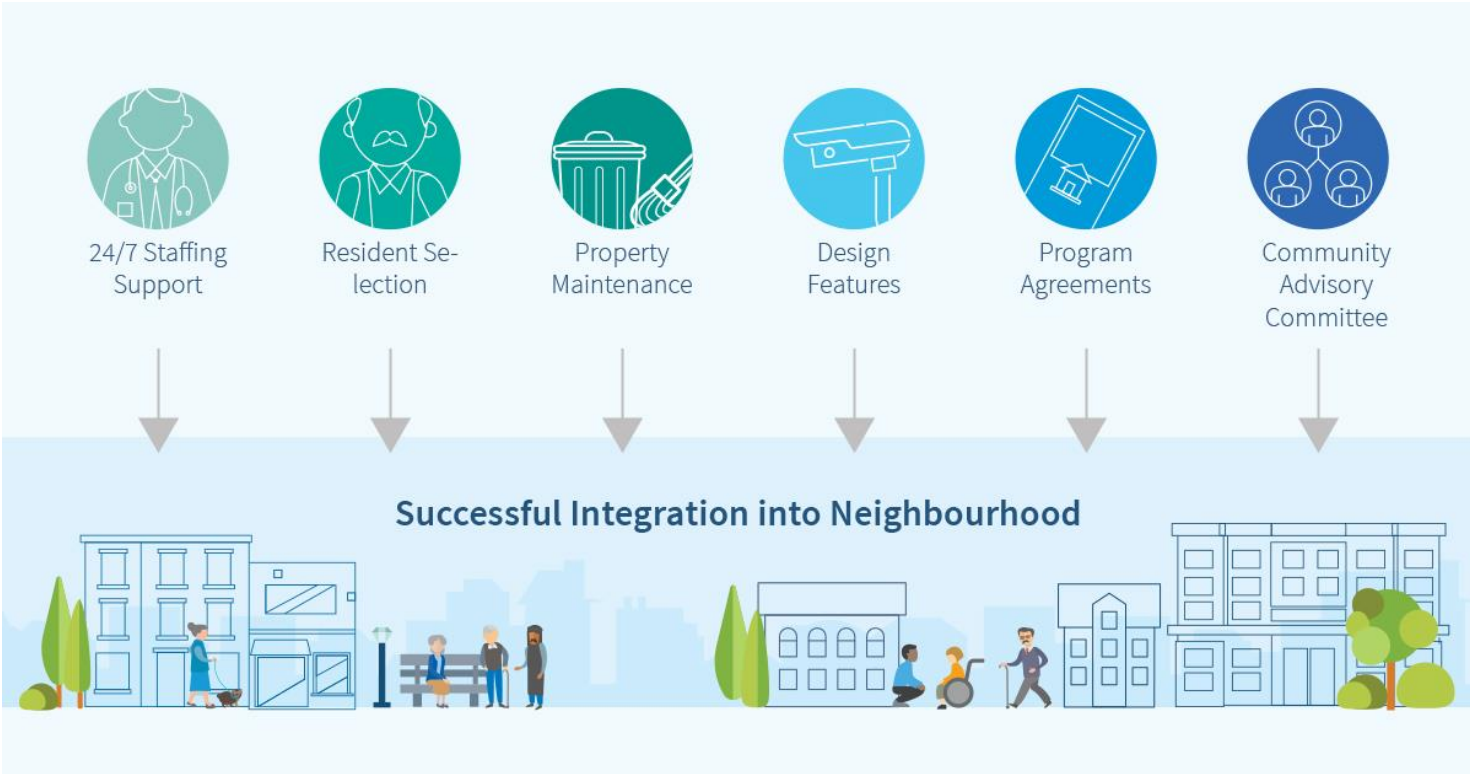 24/7 Staffing
Support
Resident Se-
lection
Property
Maintenance
Design
Features
Program
Agreements
Community
Advisory
Committee
Successful Integration into Neighbourhood